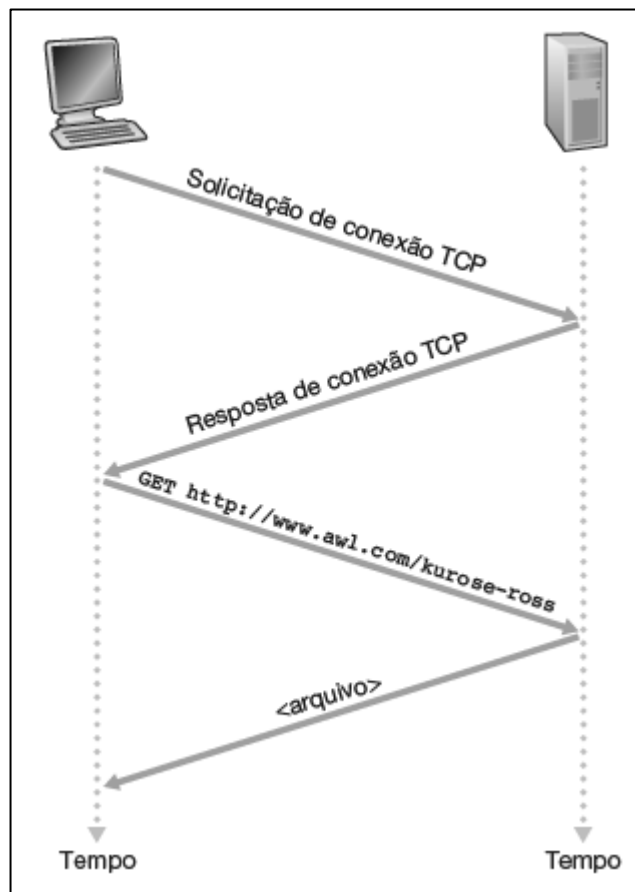 Solicitação de conexão TCP
Resposta de conexão TCP
GET http://www.awl.com/kurose-ross
<arquivo>
Tempo
Tempo